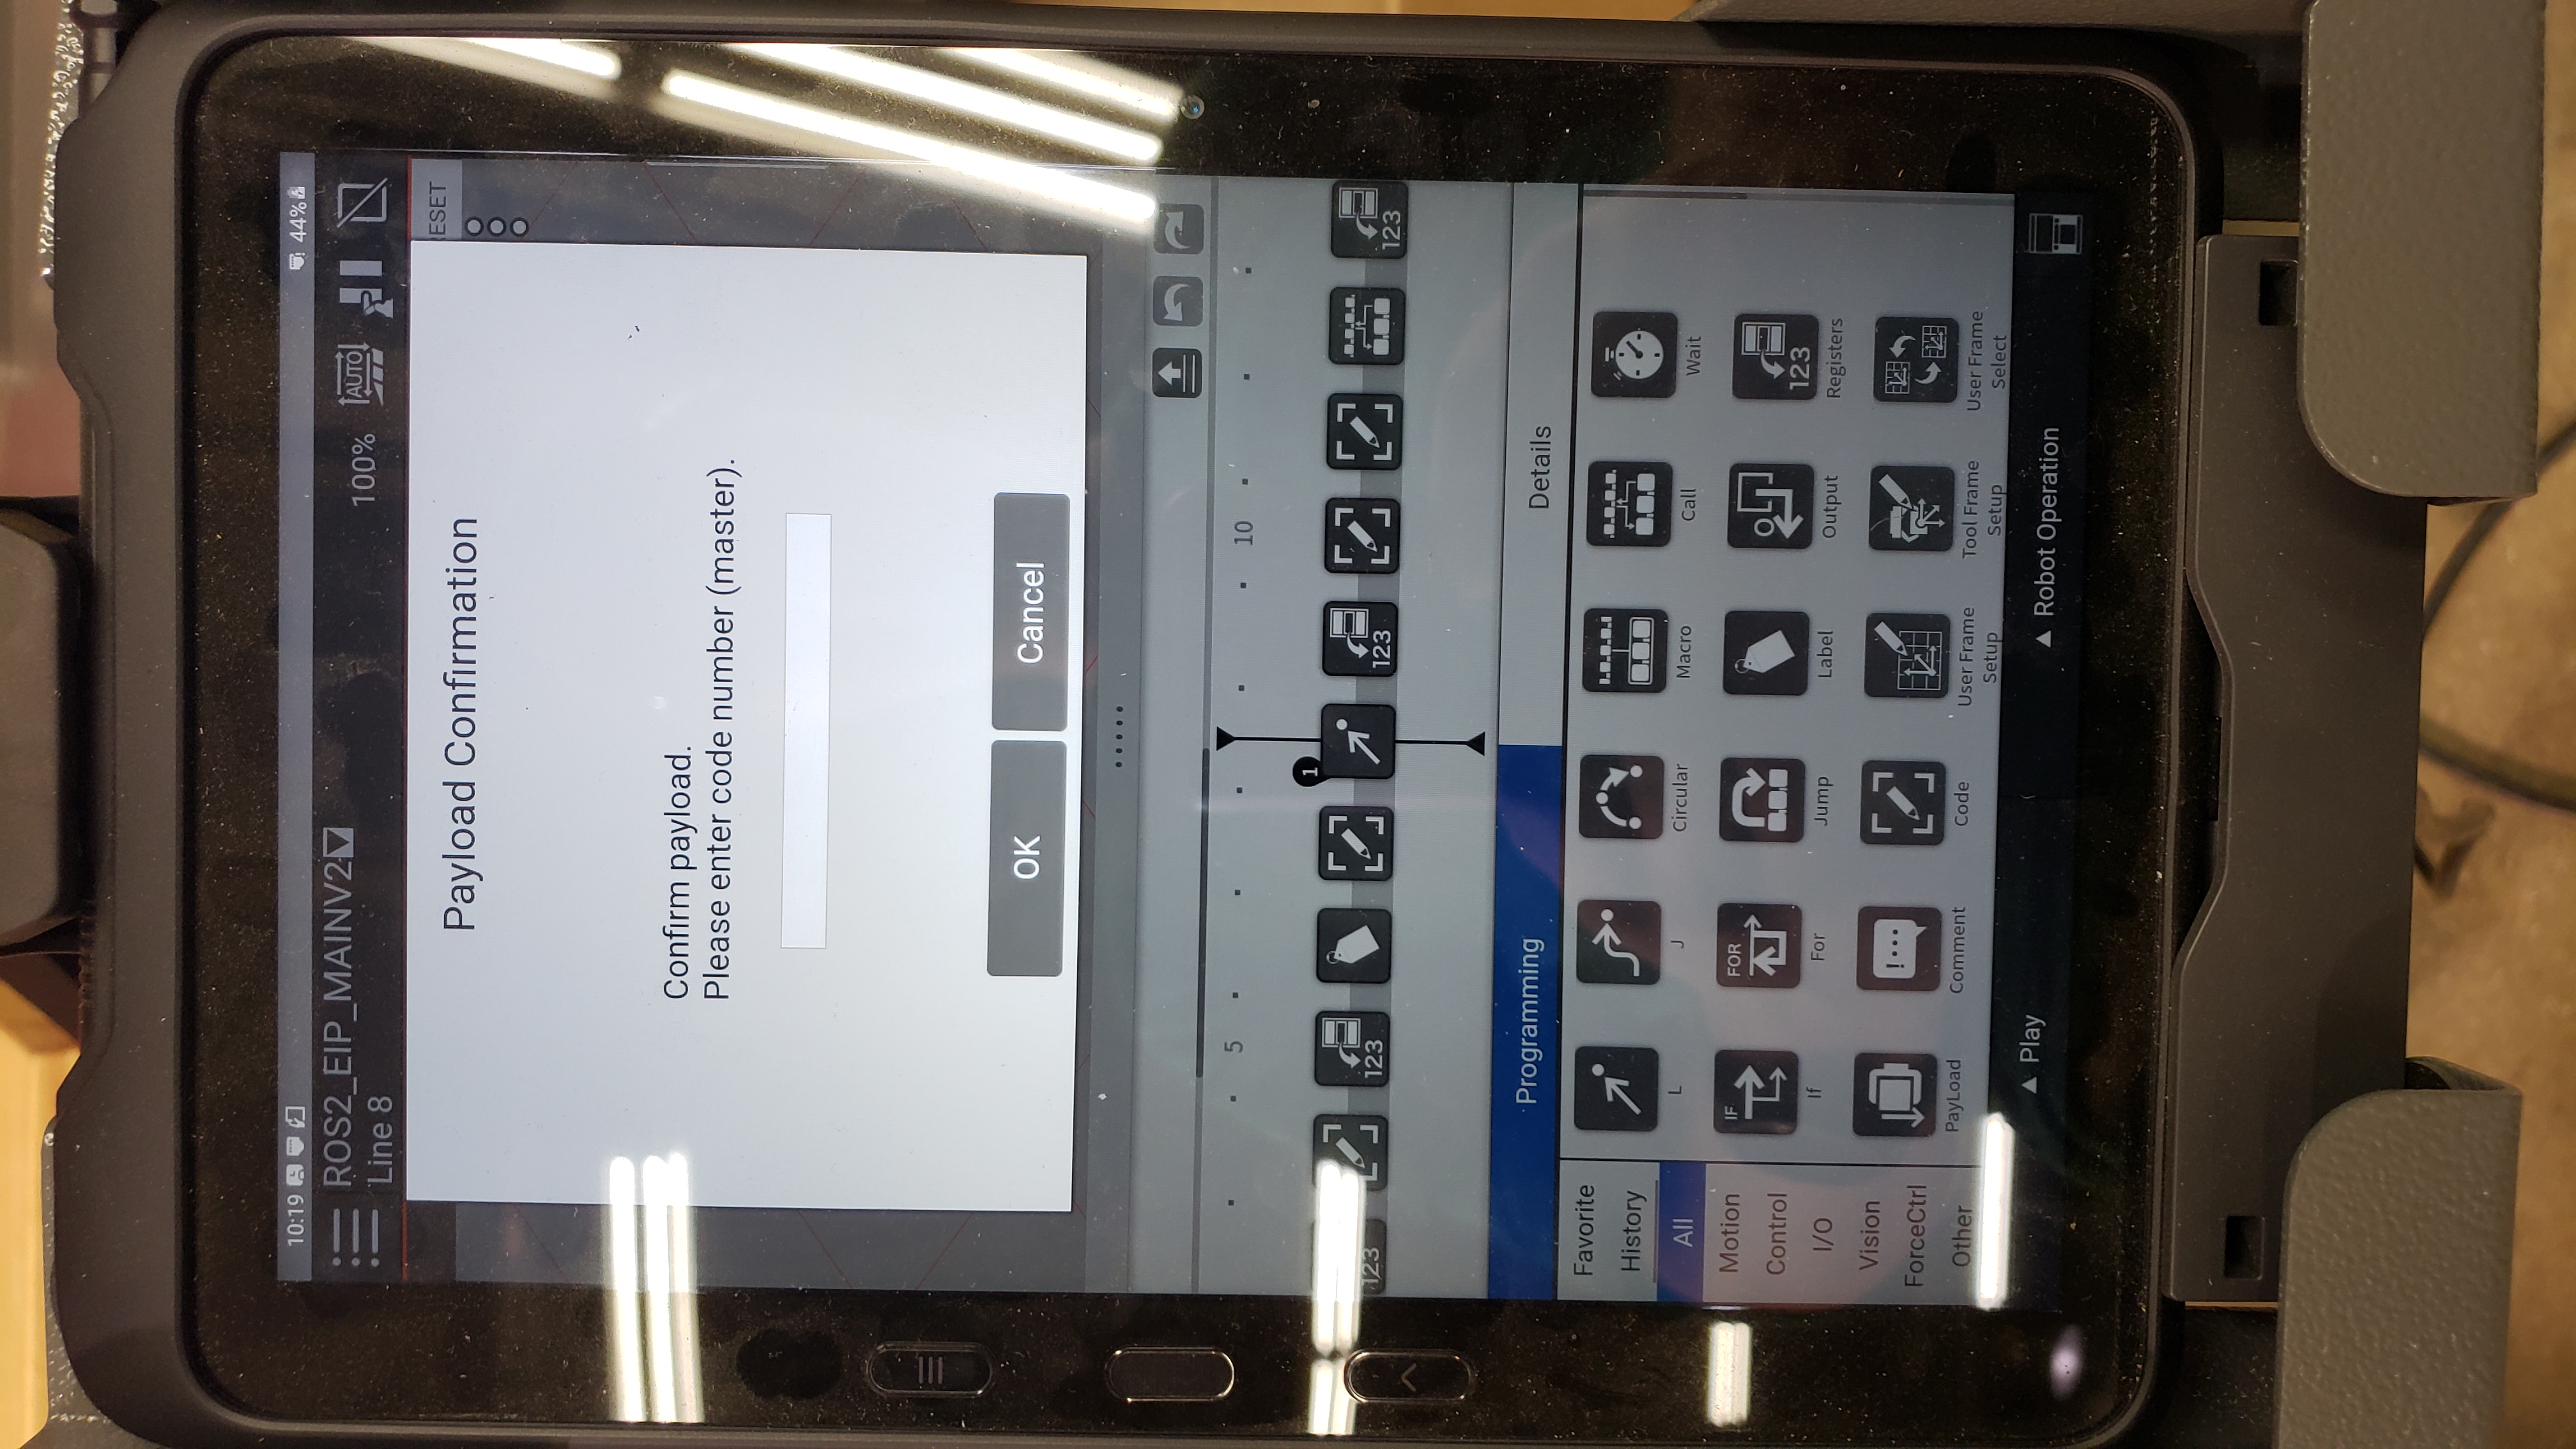 10:19
44%
ROS2_EIP_MAINV2
Line 8
100%
AUTO
ESET
Payload Confirmation
Confirm payload.
Please enter code number (master).
OK
Cancel
5
10
1
123
123
123
123
Programming
Details
Favorite
History
All
Motion
Control
I/O
Vision
ForceCtrl
Other
L
J
Circular
Macro
Call
Wait
IF
FOR
123
If
For
Jump
Label
Output
Registers
PayLoad
Comment
Code
User Frame
Setup
Tool Frame
Setup
User Frame
Select
Play
Robot Operation